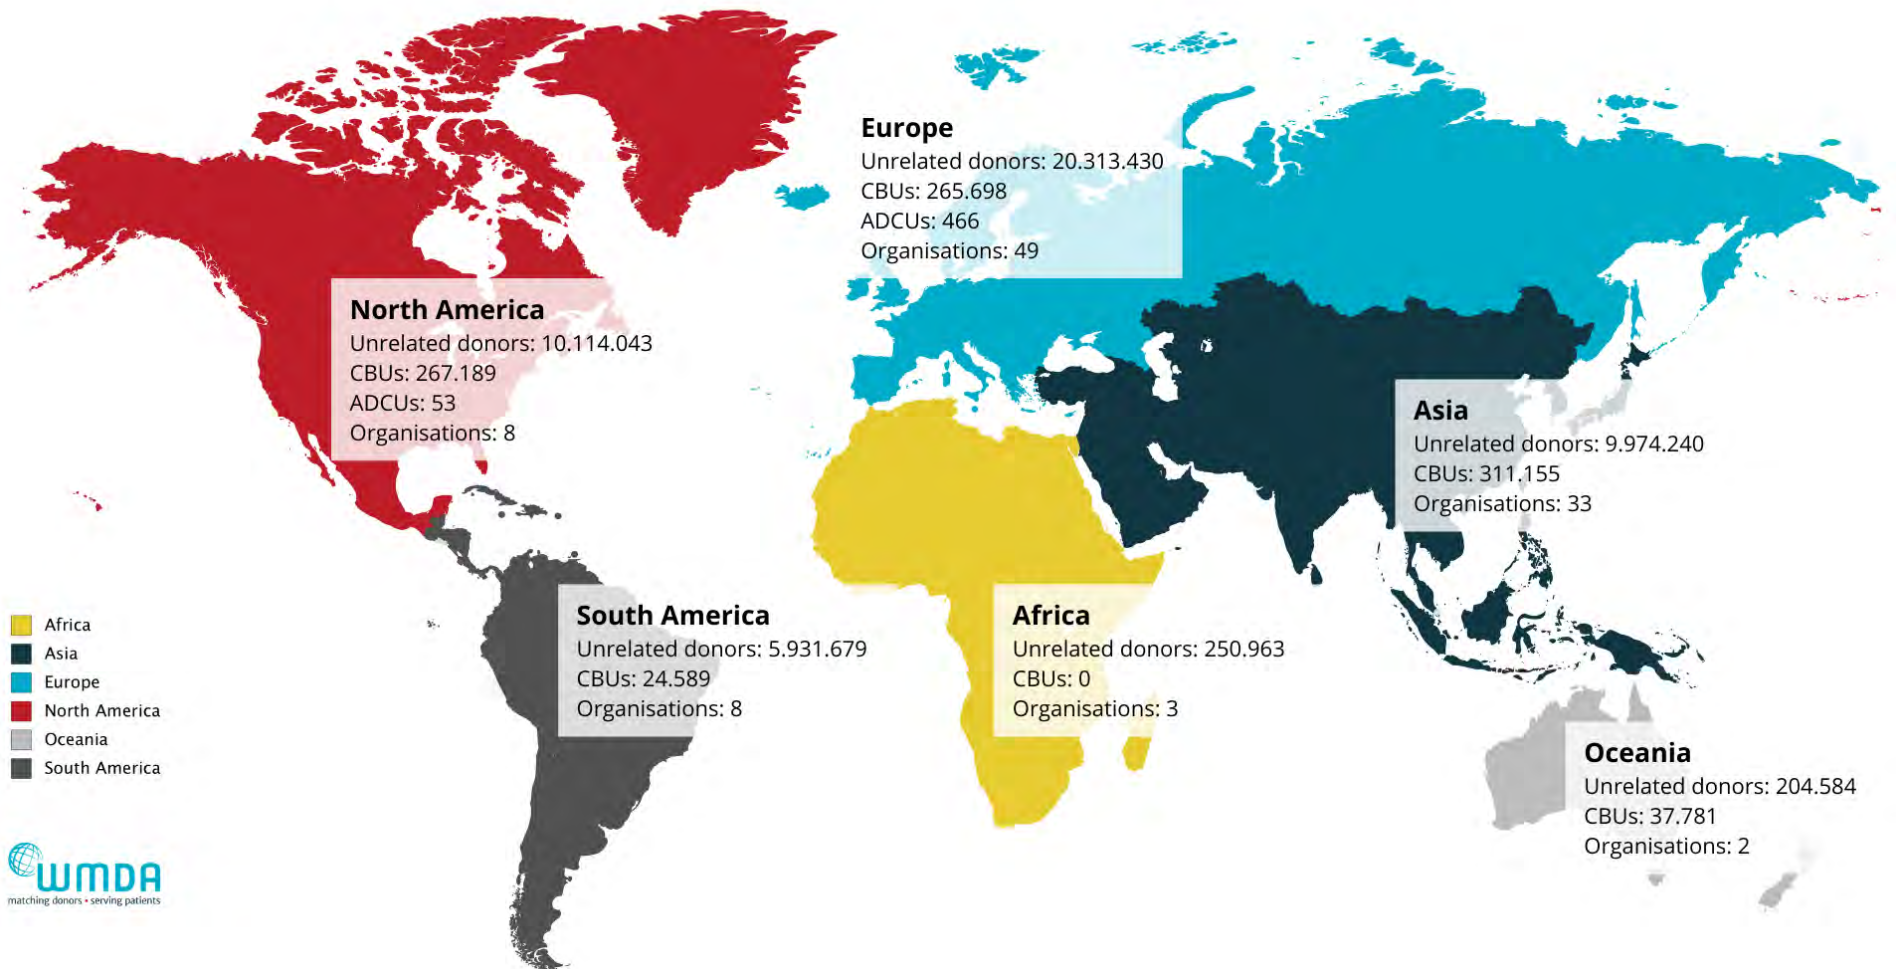 Europe
Unrelated donors: 20.313.430
CBUs: 265.698
ADCUs: 466
Organisations: 49
North America
Unrelated donors: 10.114.043
CBUs: 267.189
ADCUs: 53
Organisations: 8
Asia
Unrelated donors: 9.974.240
CBUs: 311.155
Organisations: 33
South America
Unrelated donors: 5.931.679
CBUs: 24.589
Organisations: 8
Africa
Unrelated donors: 250.963
CBUs: 0
Organisations: 3
Oceania
Unrelated donors: 204.584
CBUs: 37.781
Organisations: 2
Africa
Asia
Europe
North America
Oceania
South America
WMDA
matching donors • serving patients